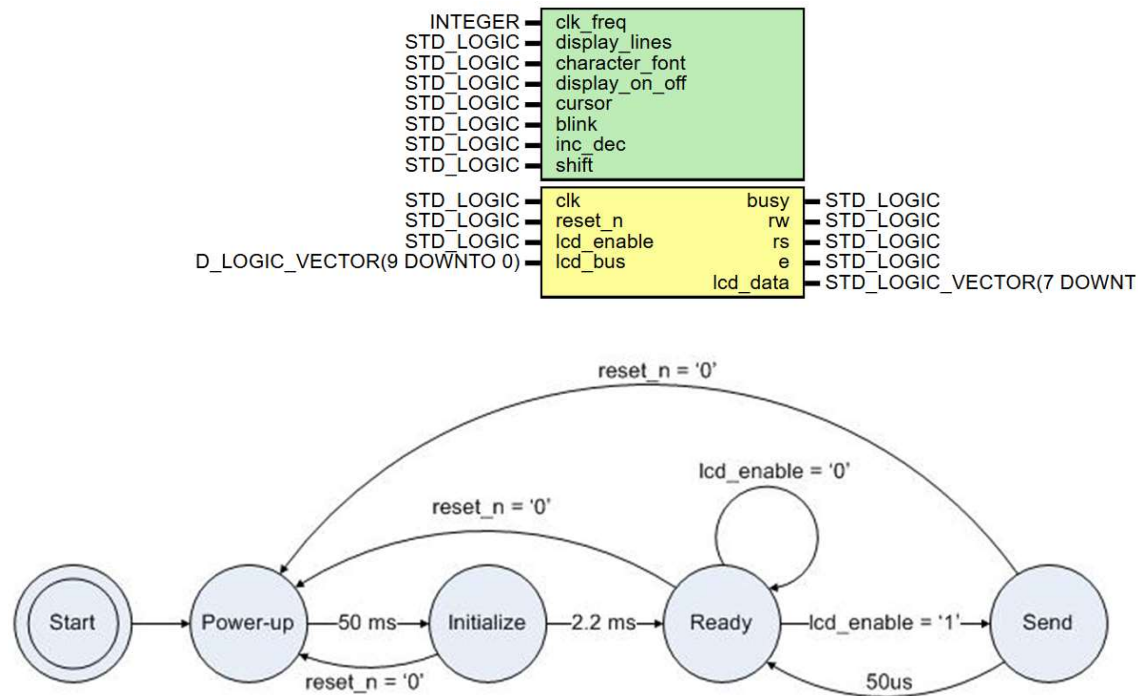 INTEGER clk_freq
STD_LOGIC display_lines
STD_LOGIC character_font
STD_LOGIC display_on_off
STD_LOGIC cursor
STD_LOGIC blink
STD_LOGIC inc_dec
STD_LOGIC shift
STD_LOGIC clk busy STD_LOGIC
STD_LOGIC reset_n rw STD_LOGIC
STD_LOGIC lcd_enable rs STD_LOGIC
D_LOGIC_VECTOR(9 DOWNTO 0) lcd_bus e STD_LOGIC
lcd_data STD_LOGIC_VECTOR(7 DOWNT
reset_n = ‘0’
lcd_enable = ‘0’
reset_n = ‘0’
Start Power-up 50 ms Initialize 2.2 ms Ready lcd_enable = ‘1’ Send
reset_n = ‘0’ 50us